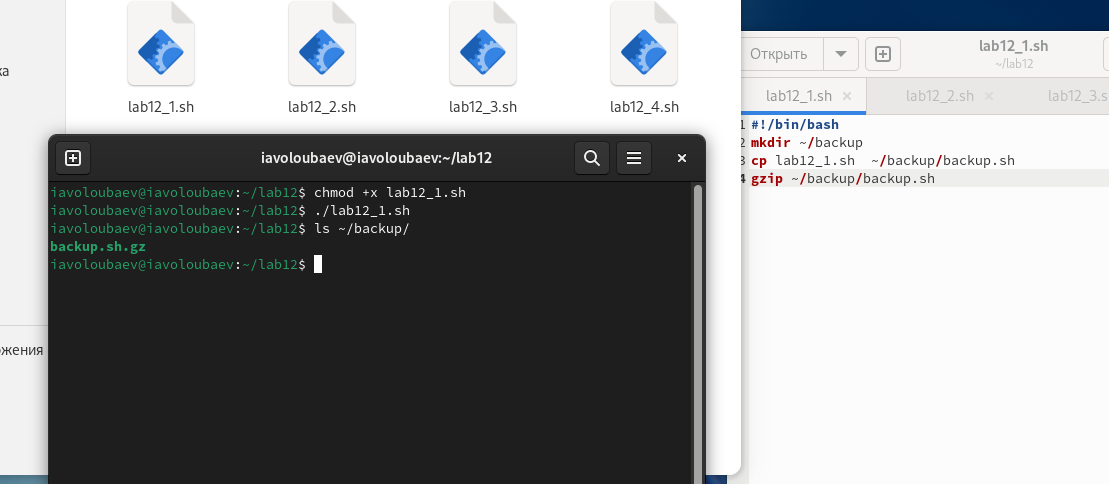 ка
lab12_1.sh
lab12_2.sh
lab12_3.sh
lab12_4.sh
ожения
iavoloubaev@iavoloubaev:~/lab12
iavoloubaev@iavoloubaev:~/lab12$ chmod +x lab12_1.sh
iavoloubaev@iavoloubaev:~/lab12$ ./lab12_1.sh
iavoloubaev@iavoloubaev:~/lab12$ ls ~/backup/
backup.sh.gz
iavoloubaev@iavoloubaev:~/lab12$
Открыть
lab12_1.sh
~/lab12
lab12_1.sh
lab12_2.sh
lab12_3.s
1 #!/bin/bash
2 mkdir ~/backup
3 cp lab12_1.sh  ~/backup/backup.sh
4 gzip ~/backup/backup.sh